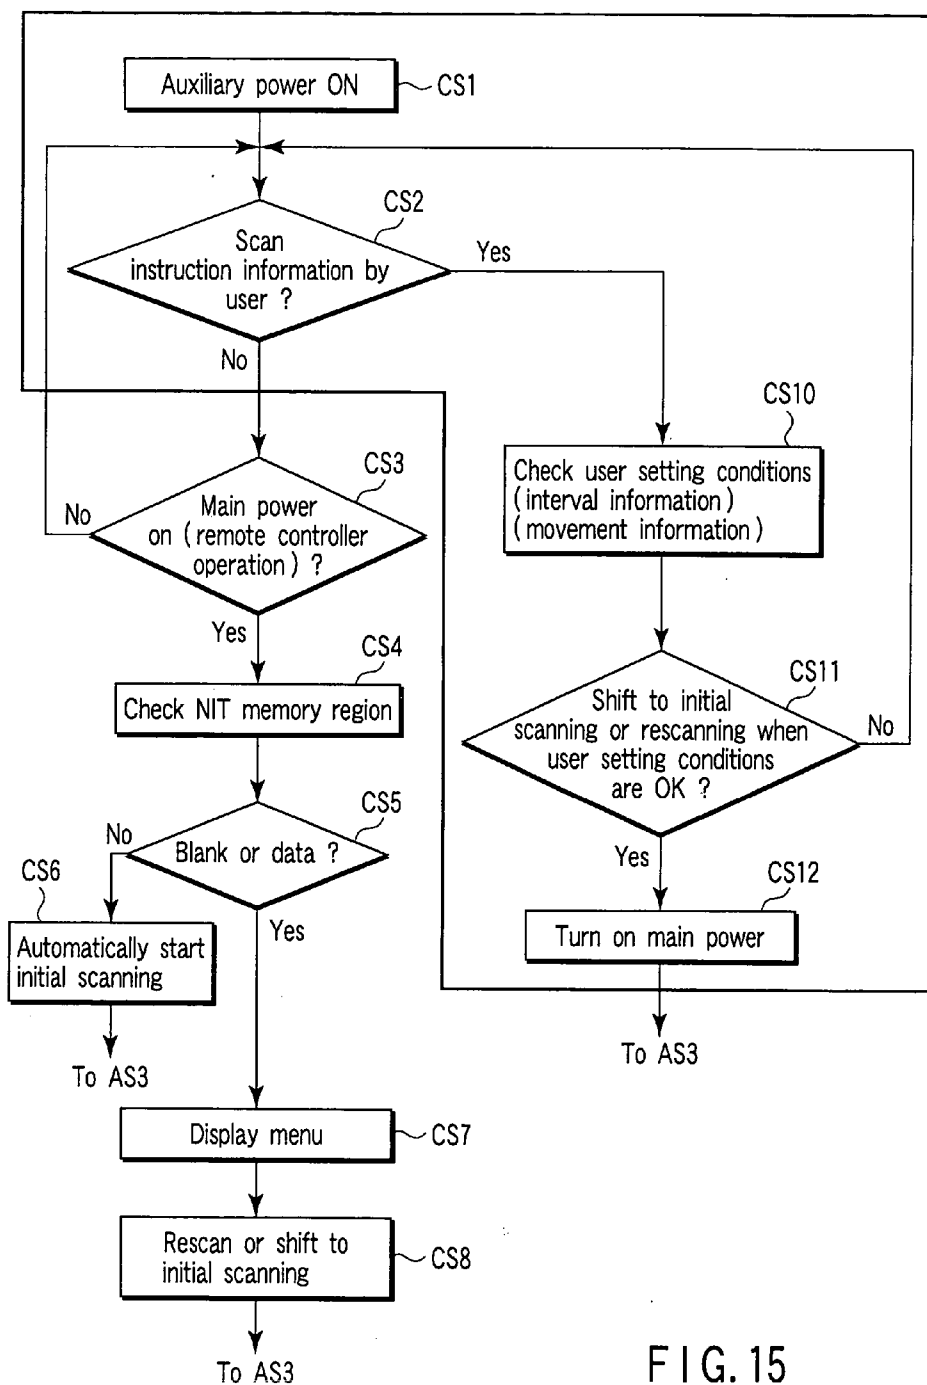 Auxiliary power ON
CS1
CS2
Scan
instruction information by
user ?
Yes
No
CS10
Check user setting conditions
(interval information)
(movement information)
CS3
Main power
on (remote controller
operation) ?
No
Yes
CS4
Check NIT memory region
CS11
Shift to initial
scanning or rescanning when
user setting conditions
are OK ?
No
Yes
CS5
Blank or data ?
No
Yes
CS12
Turn on main power
To AS3
CS6
Automatically start
initial scanning
To AS3
Display menu
CS7
Rescan or shift to
initial scanning
CS8
To AS3
FIG. 15